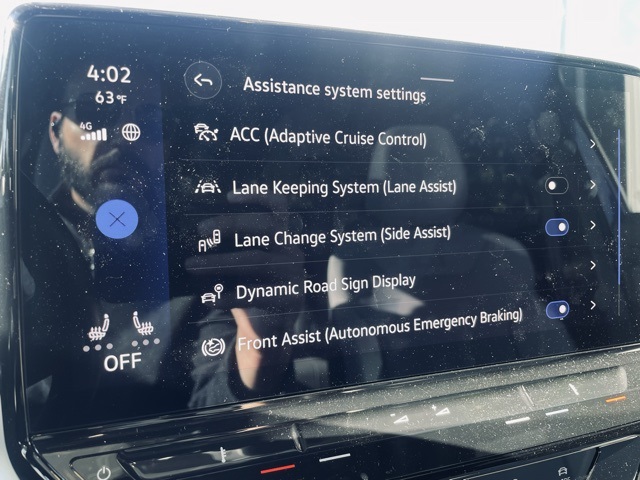 4:02
63°F
4G
Assistance system settings
ACC (Adaptive Cruise Control)
Lane Keeping System (Lane Assist)
Lane Change System (Side Assist)
Dynamic Road Sign Display
Front Assist (Autonomous Emergency Braking)
OFF